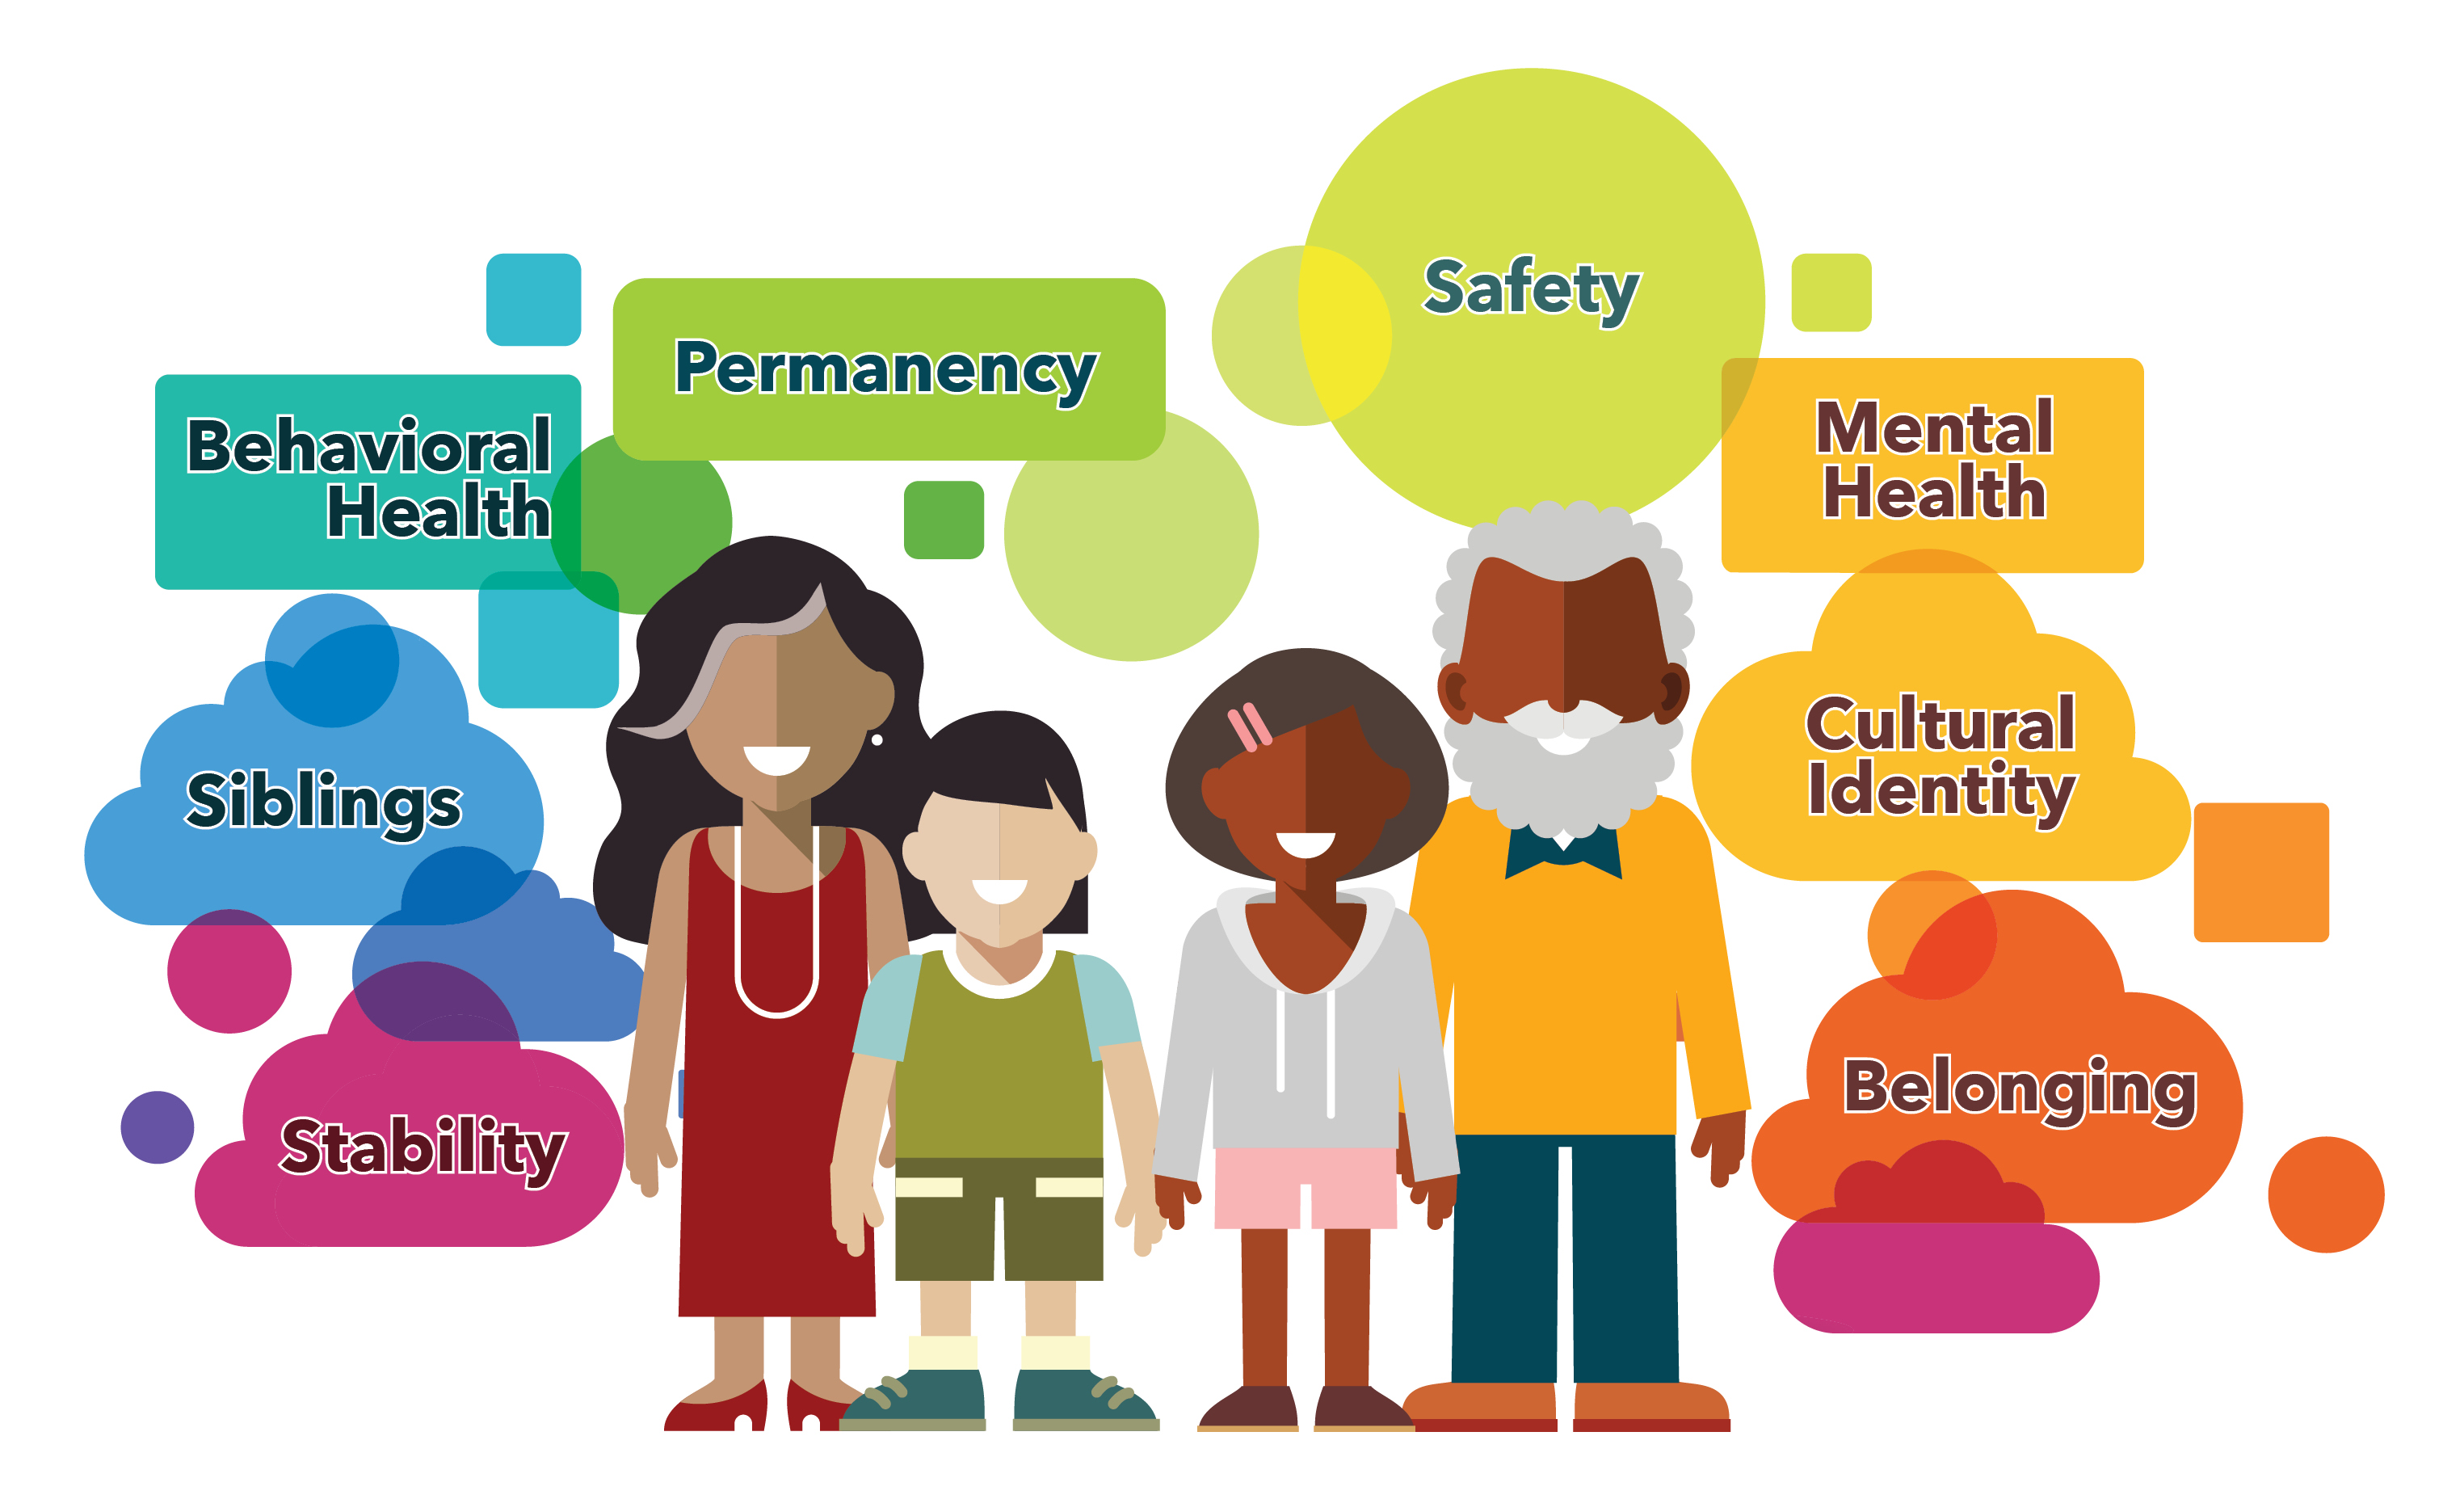 Safety
Permanency
Behavioral
Health
Mental
Health
Siblings
Cultural
Identity
Stability
Belonging